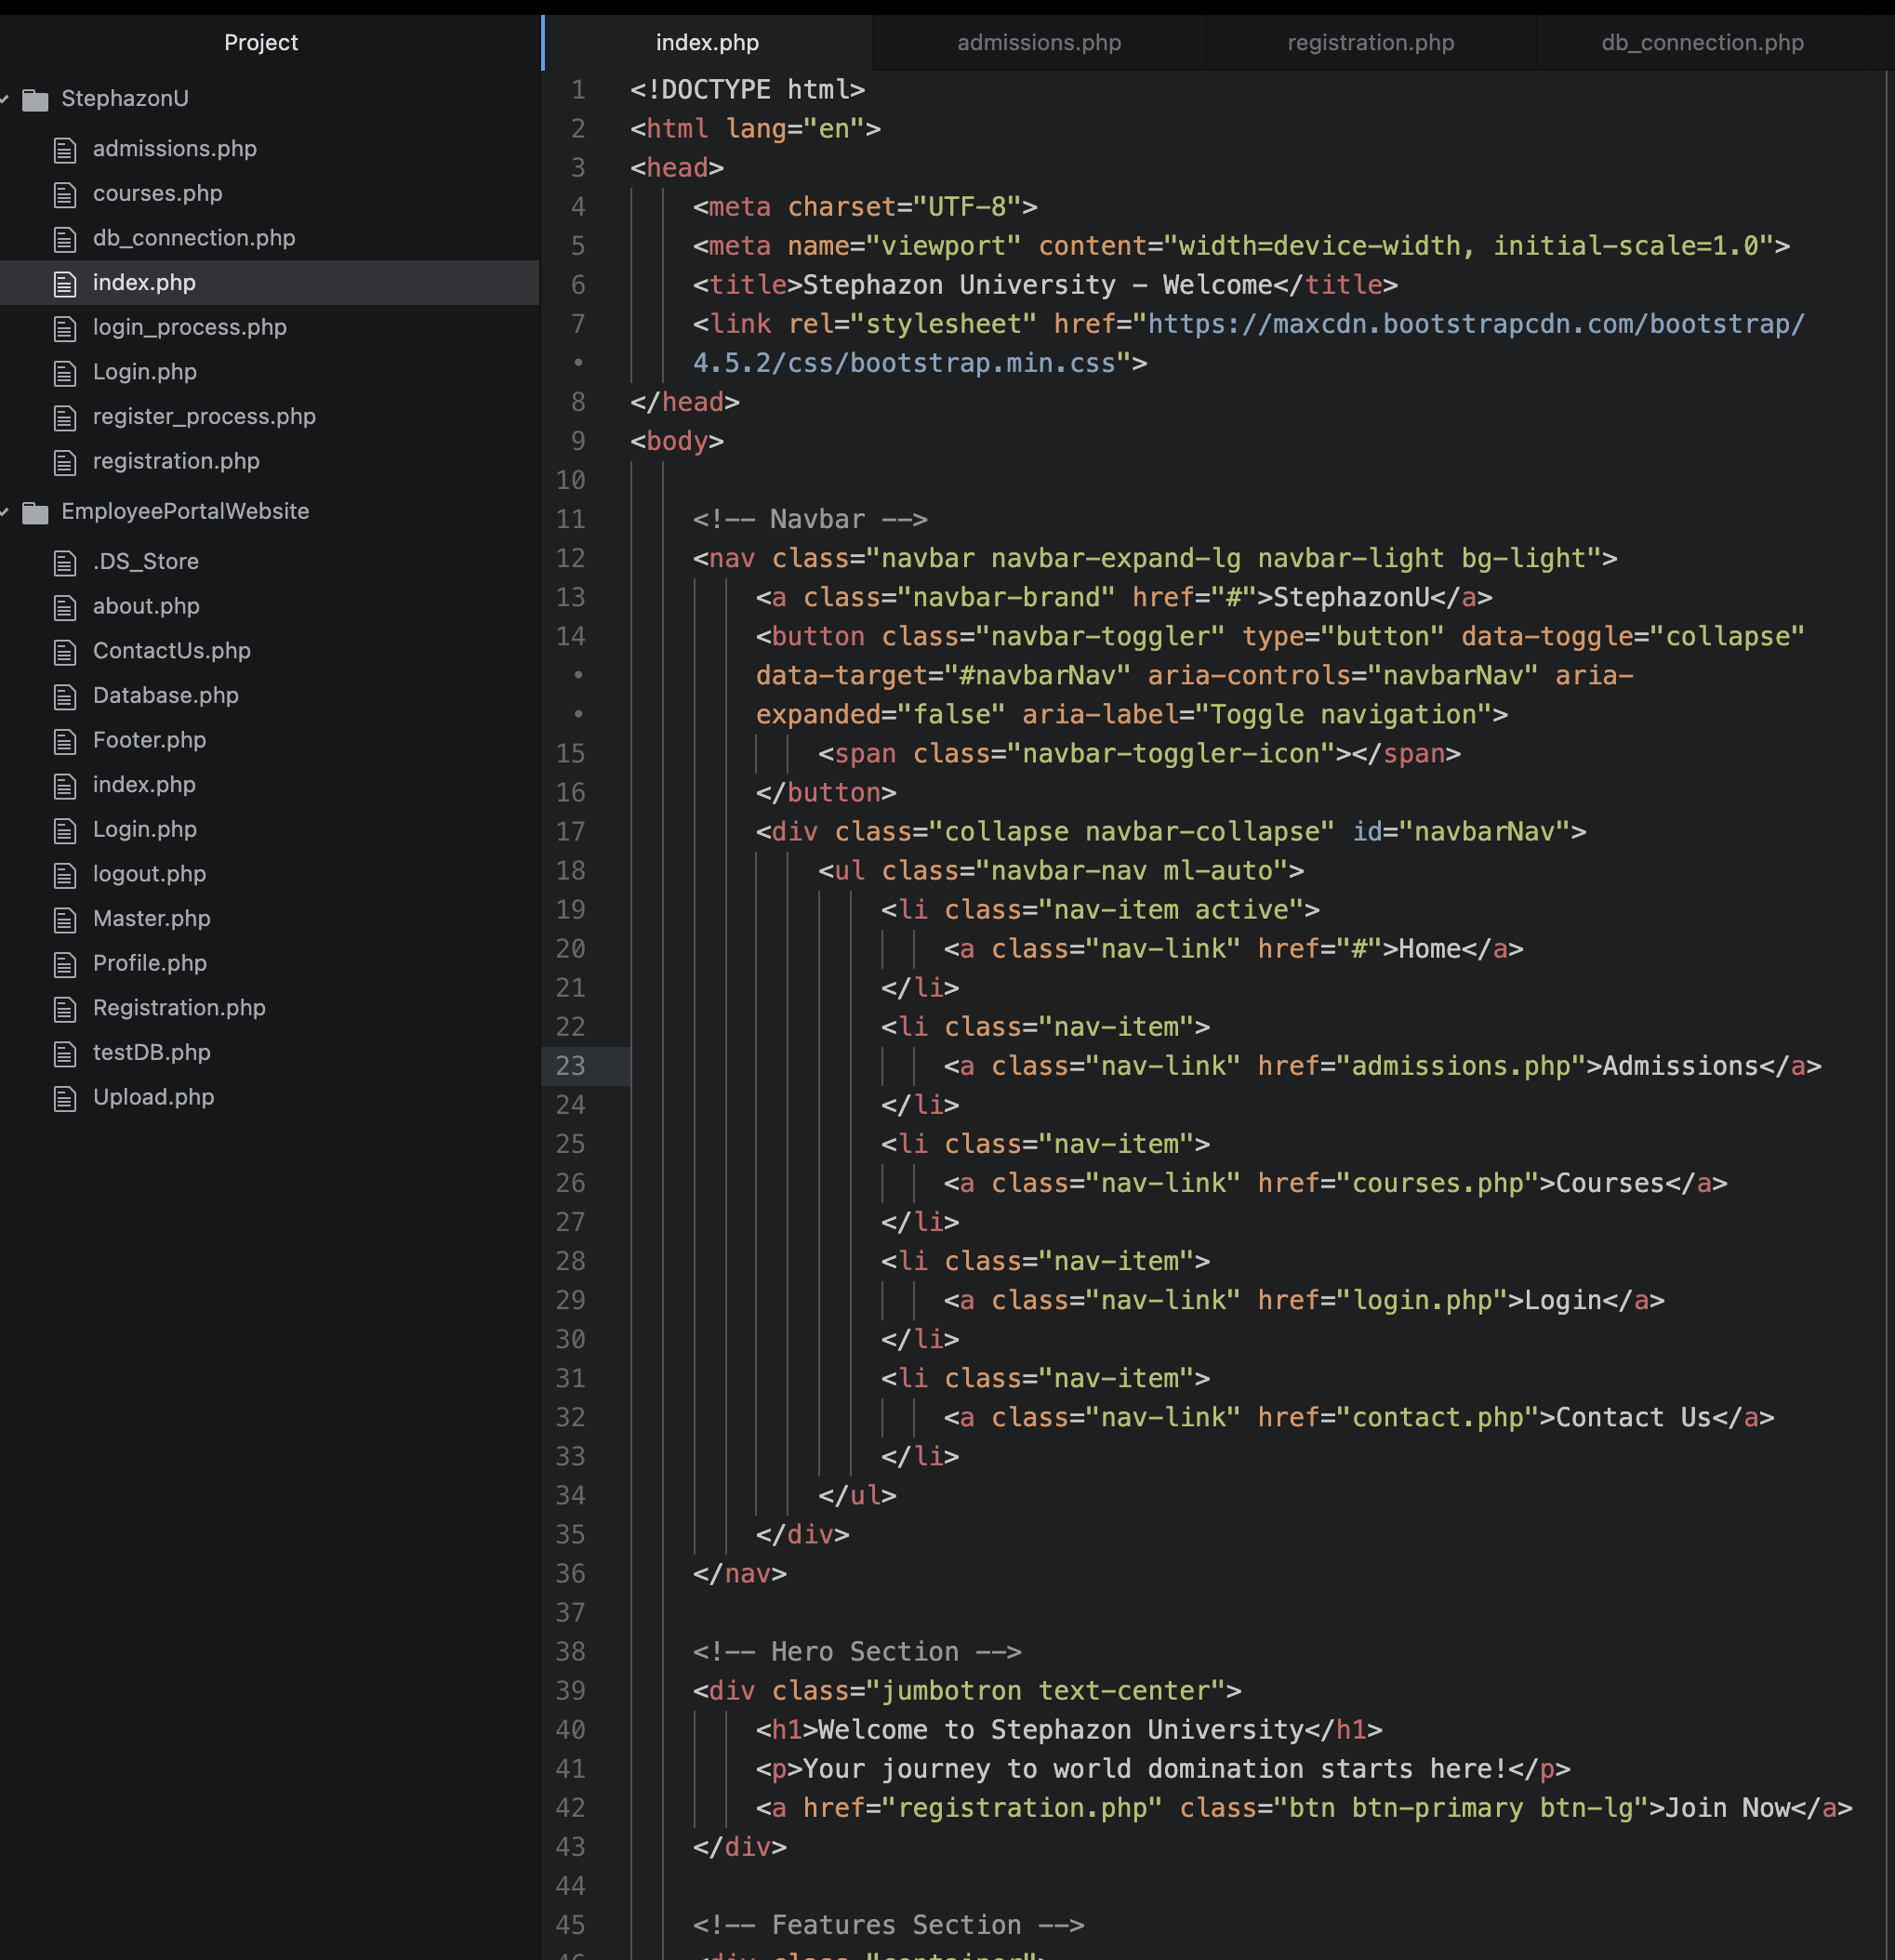 Project
StephazonU
admissions.php
courses.php
db_connection.php
index.php
login_process.php
Login.php
register_process.php
registration.php
EmployeePortalWebsite
.DS_Store
about.php
ContactUs.php
Database.php
Footer.php
index.php
Login.php
logout.php
Master.php
Profile.php
Registration.php
testDB.php
Upload.php
index.php
admissions.php
registration.php
db_connection.php
1 <!DOCTYPE html>
2 <html lang="en">
3 <head>
4 <meta charset="UTF-8">
5 <meta name="viewport" content="width=device-width, initial-scale=1.0">
6 <title>Stephazon University - Welcome</title>
7 <link rel="stylesheet" href="https://maxcdn.bootstrapcdn.com/bootstrap/
• 4.5.2/css/bootstrap.min.css">
8 </head>
9 <body>
10
11 <!-- Navbar -->
12 <nav class="navbar navbar-expand-lg navbar-light bg-light">
13 <a class="navbar-brand" href="#">StephazonU</a>
14 <button class="navbar-toggler" type="button" data-toggle="collapse"
• data-target="#navbarNav" aria-controls="navbarNav" aria-
• expanded="false" aria-label="Toggle navigation">
15 <span class="navbar-toggler-icon"></span>
16 </button>
17 <div class="collapse navbar-collapse" id="navbarNav">
18 <ul class="navbar-nav ml-auto">
19 <li class="nav-item active">
20 <a class="nav-link" href="#">Home</a>
21 </li>
22 <li class="nav-item">
23 <a class="nav-link" href="admissions.php">Admissions</a>
24 </li>
25 <li class="nav-item">
26 <a class="nav-link" href="courses.php">Courses</a>
27 </li>
28 <li class="nav-item">
29 <a class="nav-link" href="login.php">Login</a>
30 </li>
31 <li class="nav-item">
32 <a class="nav-link" href="contact.php">Contact Us</a>
33 </li>
34 </ul>
35 </div>
36 </nav>
37
38 <!-- Hero Section -->
39 <div class="jumbotron text-center">
40 <h1>Welcome to Stephazon University</h1>
41 <p>Your journey to world domination starts here!</p>
42 <a href="registration.php" class="btn btn-primary btn-lg">Join Now</a>
43 </div>
44
45 <!-- Features Section -->
46 <div class="container">